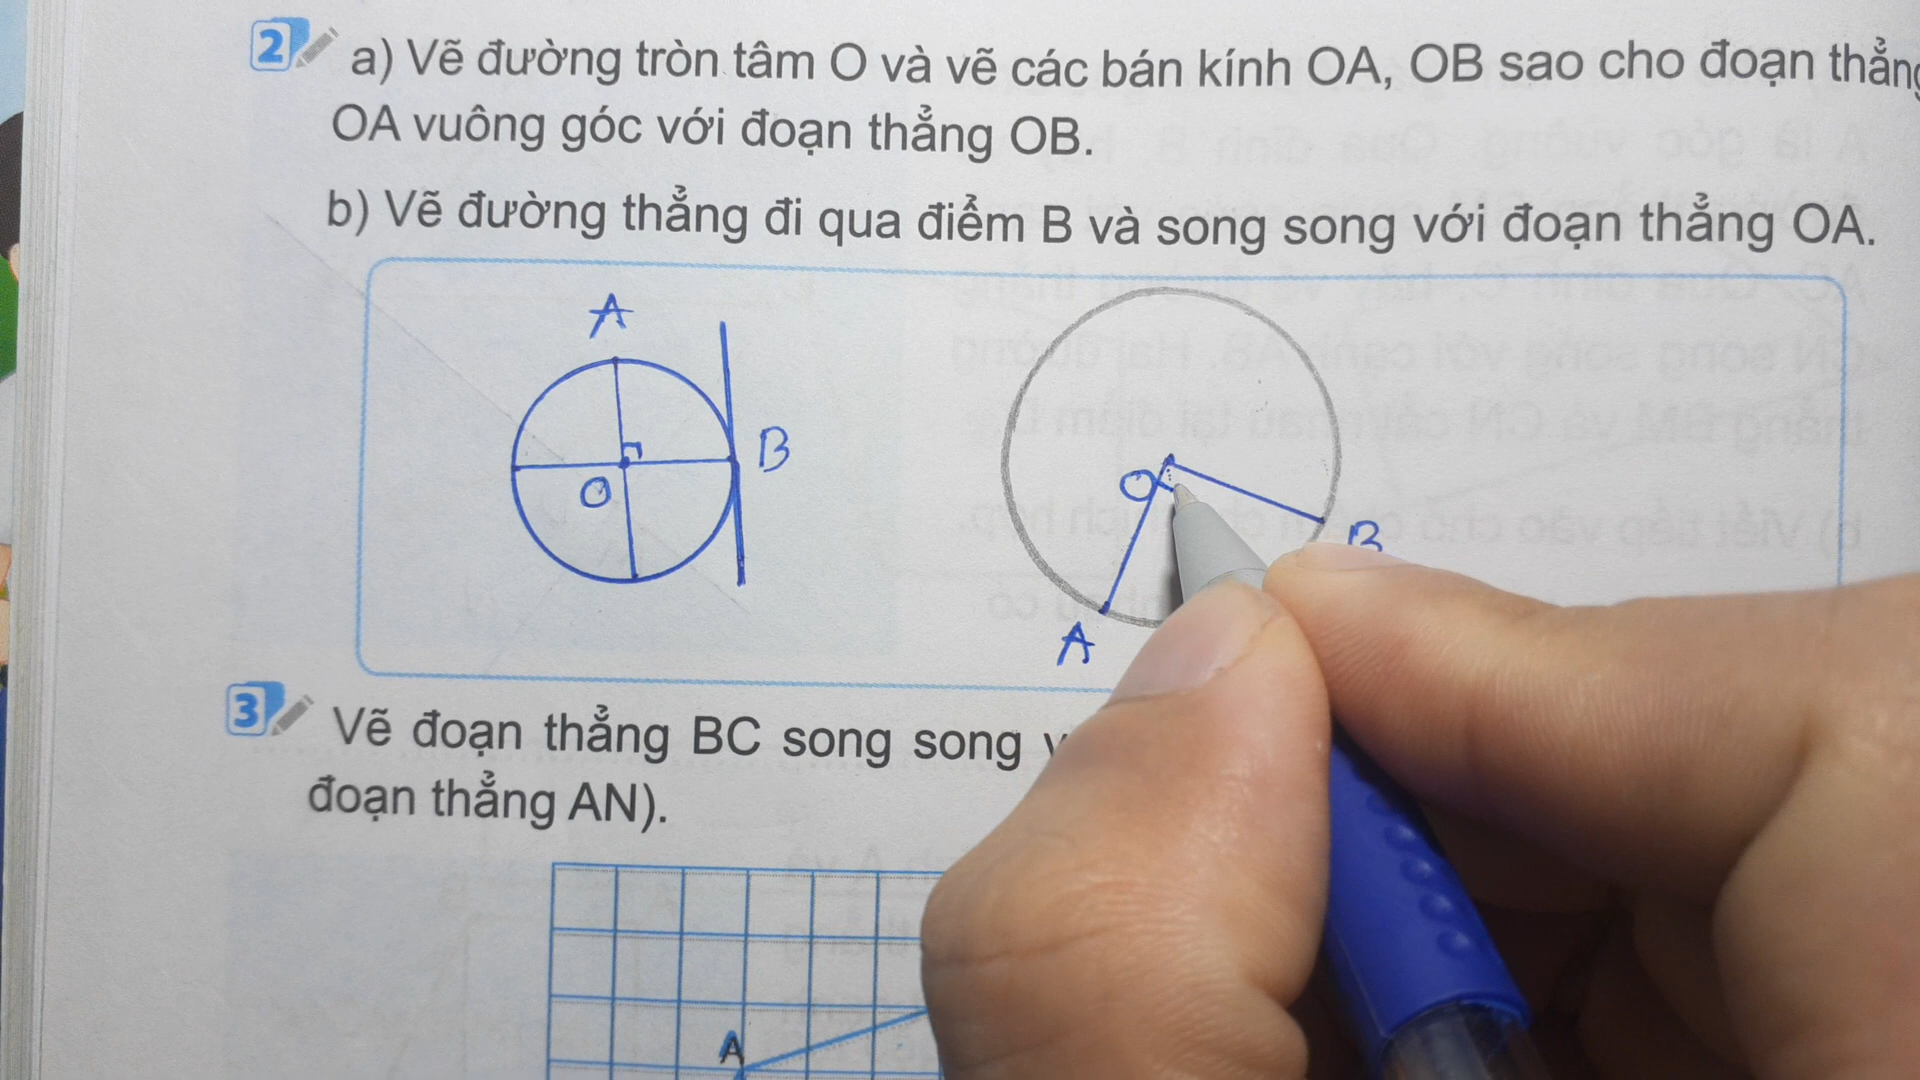 2 a) Vẽ đường tròn tâm O và vẽ các bán kính OA, OB sao cho đoạn thẳng
OA vuông góc với đoạn thẳng OB.
b) Vẽ đường thẳng đi qua điểm B và song song với đoạn thẳng OA.
A
B
O
O
B
A
3 Vẽ đoạn thẳng BC song song
đoạn thẳng AN).
A